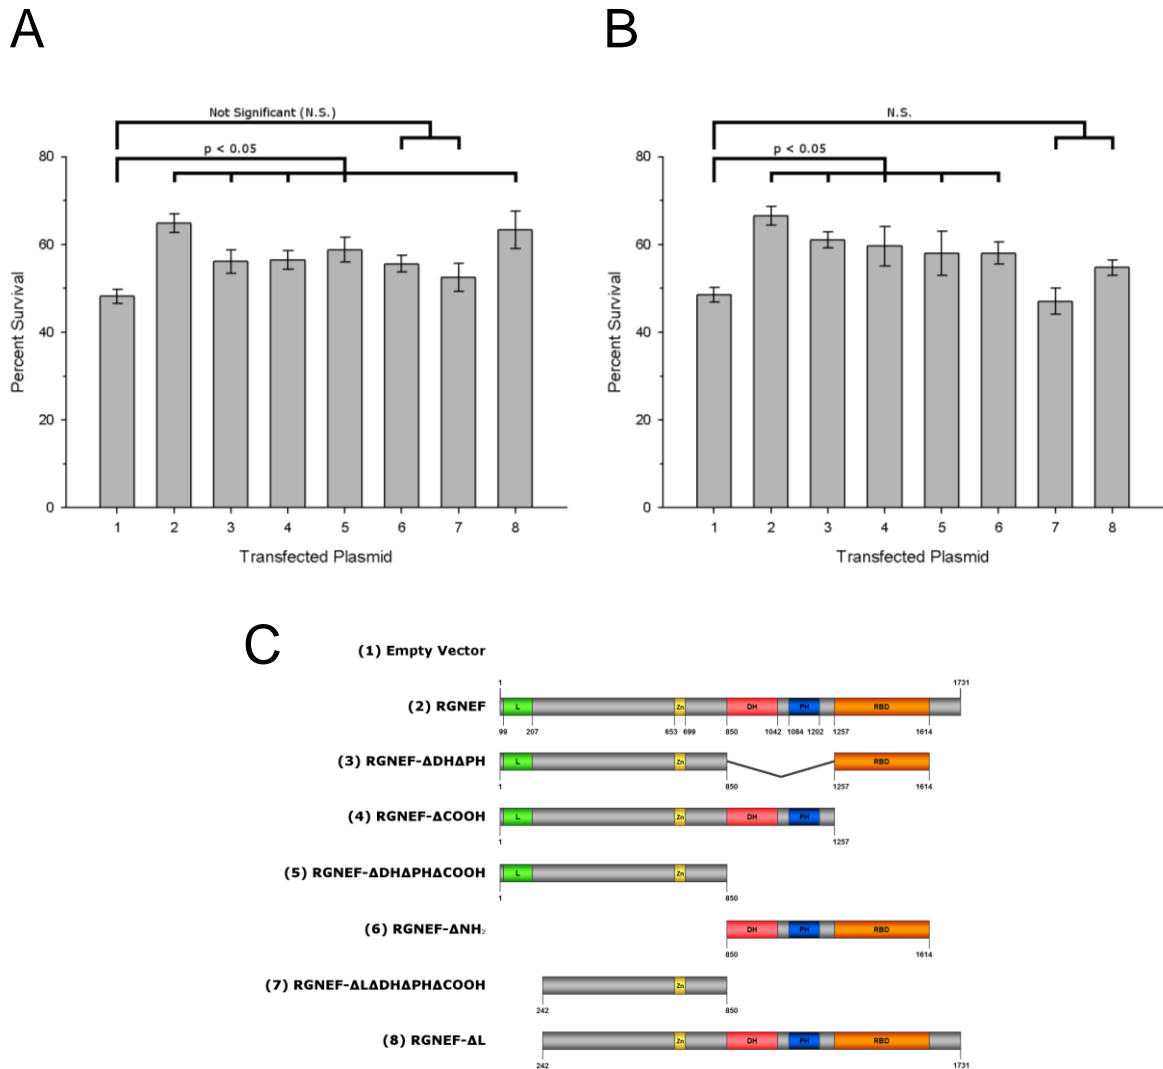 A
B
Not Significant (N.S.)
p < 0.05
80
60
40
20
0
Percent Survival
1 2 3 4 5 6 7 8
Transfected Plasmid
N.S.
p < 0.05
80
60
40
20
0
Percent Survival
1 2 3 4 5 6 7 8
Transfected Plasmid
C
(1) Empty Vector
1 1731
(2) RGNEF L Zn DH PH RBD
99 207 653 699 850 1042 1084 1202 1257 1614
(3) RGNEF-ΔDHΔPH L Zn RBD
1 850 1257 1614
(4) RGNEF-ΔCOOH L Zn DH PH
1 1257
(5) RGNEF-ΔDHΔPHΔCOOH L Zn
1 850
(6) RGNEF-ΔNH₂ DH PH RBD
850 1614
(7) RGNEF-ΔLΔDHΔPHΔCOOH Zn
242 850
(8) RGNEF-ΔL Zn DH PH RBD
242 1731